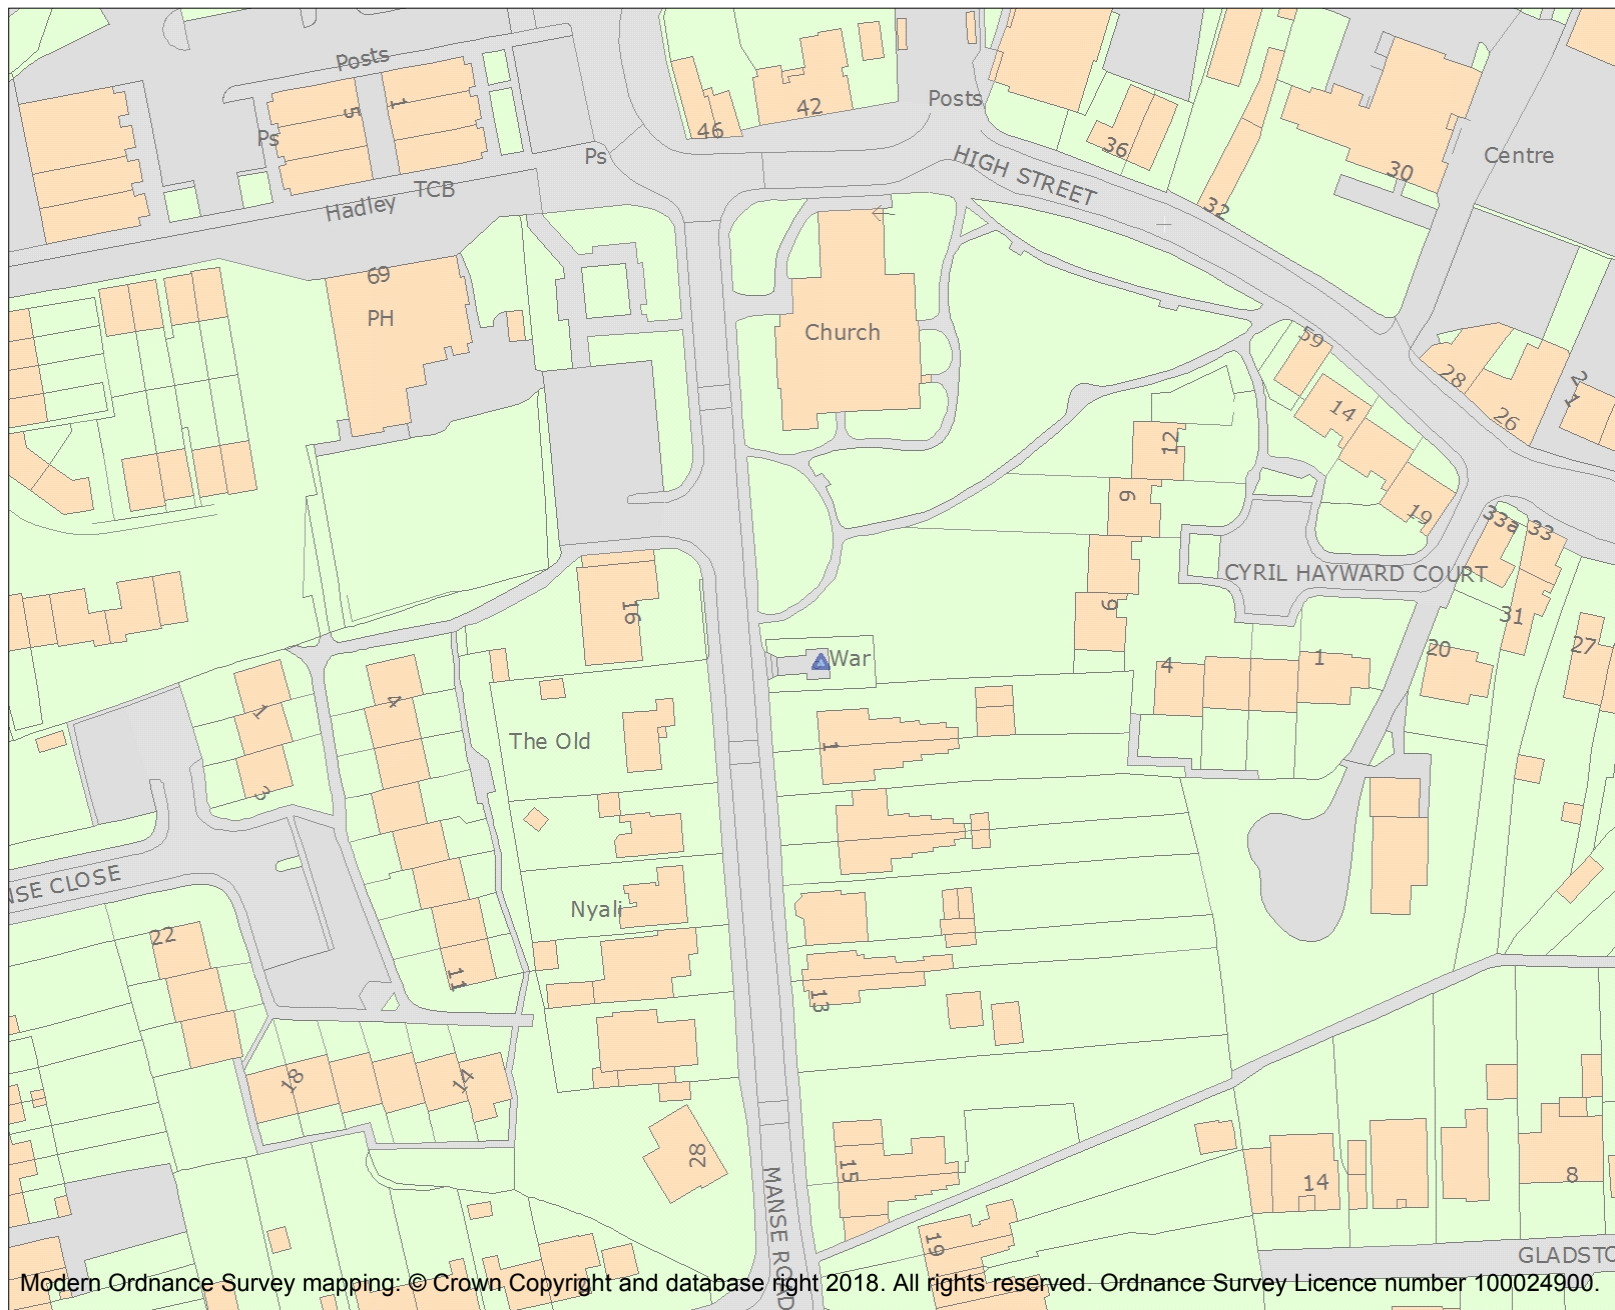 Posts
1
5
Ps
TCB
Hadley
Ps
46
42
Posts
HIGH STREET
36
32
30
Centre
69
PH
Church
59
14
28
26
2
1
12
9
19
33a
33
CYRIL HAYWARD COURT
16
6
31
War
4
1
20
27
1
4
3
The Old
1
NSE CLOSE
Nyali
22
11
13
18
14
28
15
MANSE ROAD
19
14
8
GLADSTO
Modern Ordnance Survey mapping: © Crown Copyright and database right 2018. All rights reserved. Ordnance Survey Licence number 100024900.